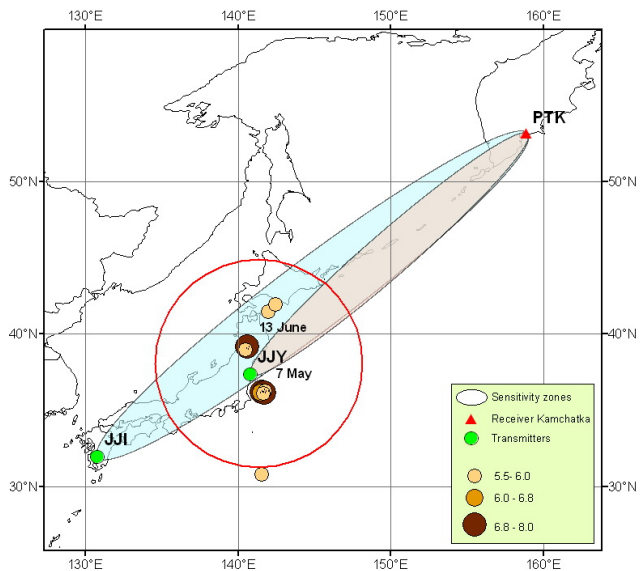 130°E 140°E 150°E 160°E
PTK
50°N 50°N
13 June
40°N 40°N
JJY
7 May
JJI
Sensitivity zones
Receiver Kamchatka
Transmitters
30°N 30°N
5.5- 6.0
6.0 - 6.8
6.8 - 8.0
130°E 140°E 150°E 160°E